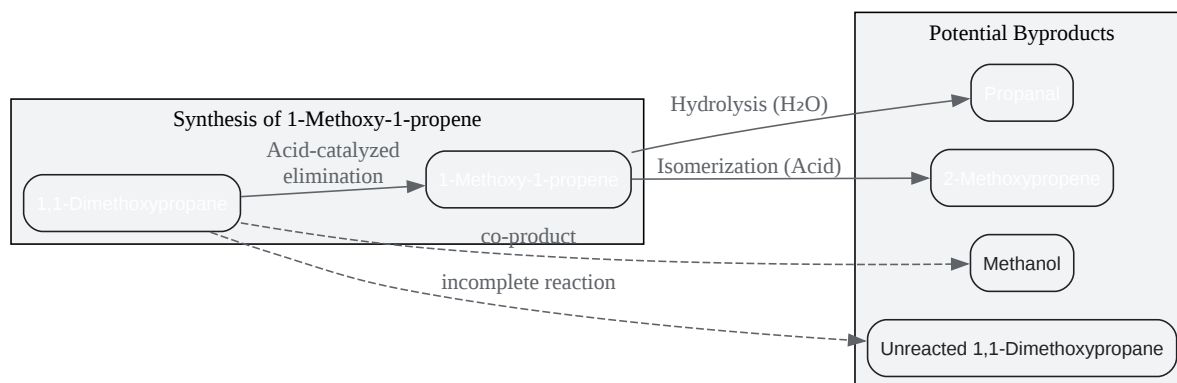 Potential Byproducts
Propanal
Synthesis of 1-Methoxy-1-propene
Hydrolysis (H₂O)
Acid-catalyzed
elimination
1-Methoxy-1-propene
Isomerization (Acid)
2-Methoxypropene
1,1-Dimethoxypropane
co-product
Methanol
incomplete reaction
Unreacted 1,1-Dimethoxypropane